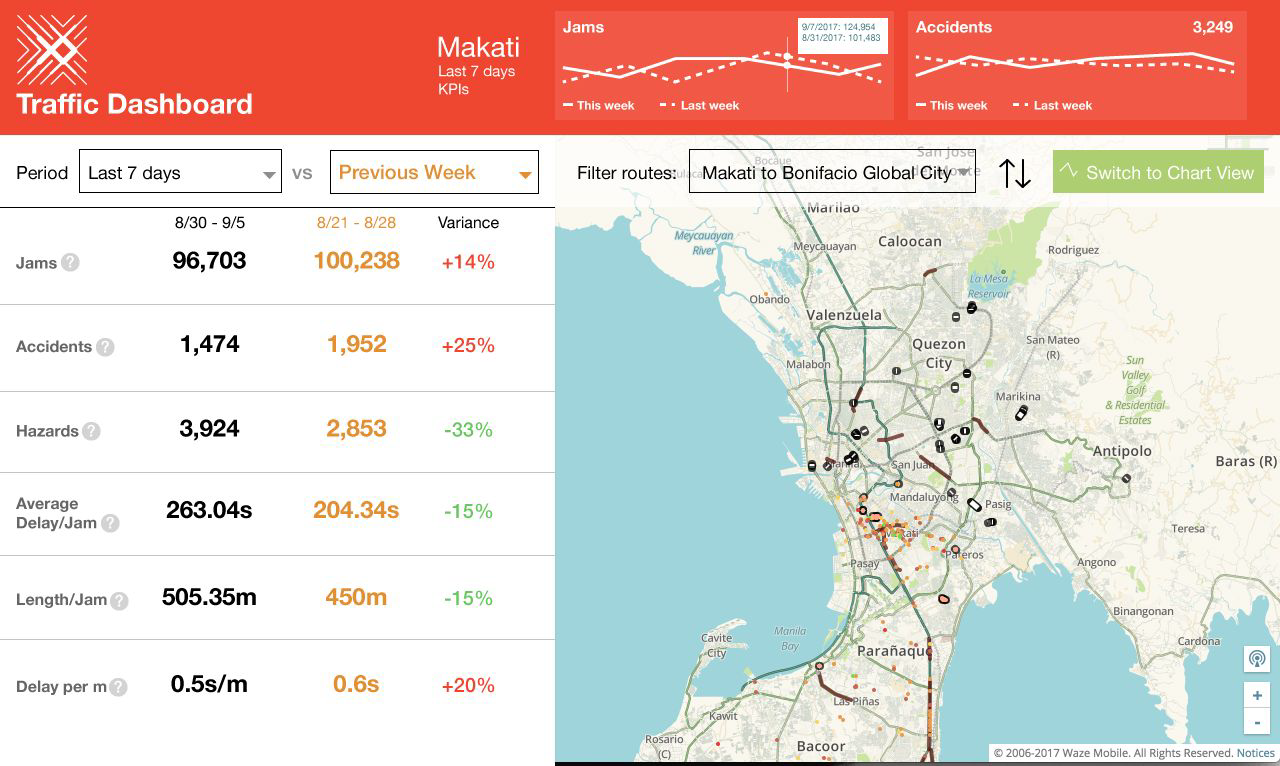 Traffic Dashboard
Makati
Last 7 days
KPIs
Jams
9/7/2017: 124,954
8/31/2017: 101,483
This week
Last week
Accidents
3,249
This week
Last week
Period
Last 7 days
vs
Previous Week
Filter routes:
Makati to Bonifacio Global City
Switch to Chart View
8/30 - 9/5
8/21 - 8/28
Variance
Jams ?
96,703
100,238
+14%
Accidents ?
1,474
1,952
+25%
Hazards ?
3,924
2,853
-33%
Average
Delay/Jam ?
263.04s
204.34s
-15%
Length/Jam ?
505.35m
450m
-15%
Delay per m ?
0.5s/m
0.6s
+20%
Bocaue
San Jose
Marilao
Meycauayan
River
Meycauayan
Caloocan
Rodriguez
La Mesa
Reservoir
Obando
Valenzuela
Quezon
City
San Mateo
(R)
Malabon
Sun
Valley
Golf
& Residential
Estates
Marikina
Antipolo
Baras (R)
San Juan
Mandaluyong
Pasig
Teresa
Makati
Pateros
Pasay
Angono
Binangonan
Cardona
Manila
Bay
Cavite
City
Parañaque
Las Piñas
Kawit
Rosario
(C)
Bacoor
+
-
© 2006-2017 Waze Mobile. All Rights Reserved. Notices